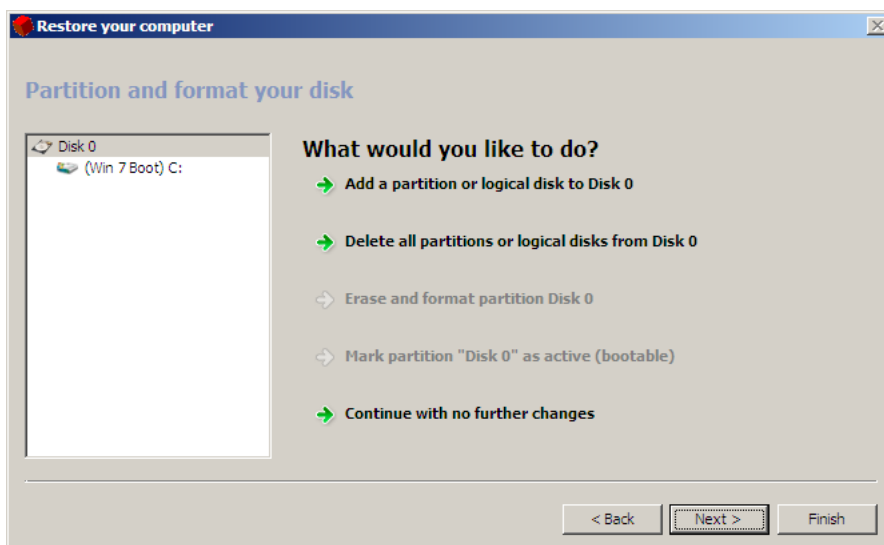 Restore your computer
Partition and format your disk
Disk 0
(Win 7 Boot) C:
What would you like to do?
Add a partition or logical disk to Disk 0
Delete all partitions or logical disks from Disk 0
Erase and format partition Disk 0
Mark partition "Disk 0" as active (bootable)
Continue with no further changes
< Back
Next >
Finish